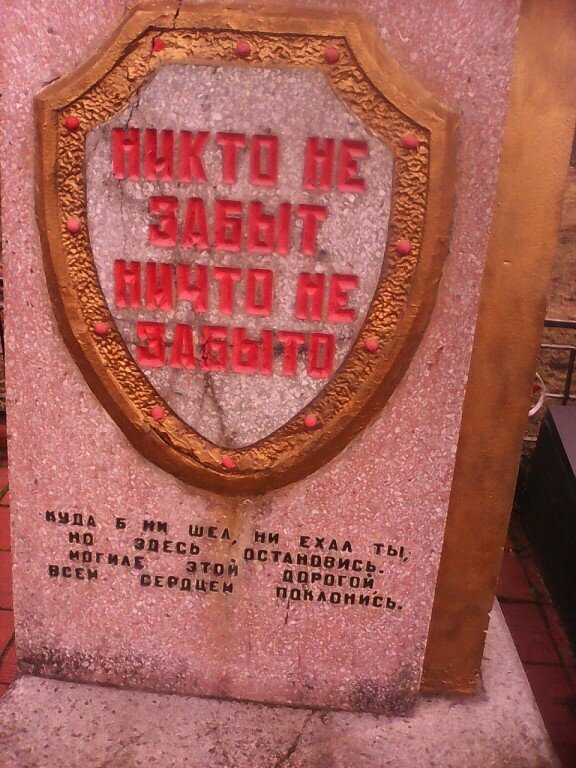 НИКТО НЕ
ЗАБЫТ
НИЧТО НЕ
ЗАБЫТО
КУДА Б НИ ШЕЛ, НИ ЕХАЛ ТЫ,
НО ЗДЕСЬ ОСТАНОВИСЬ.
МОГИЛЕ ЭТОЙ ДОРОГОЙ
ВСЕМ СЕРДЦЕМ ПОКЛОНИСЬ.